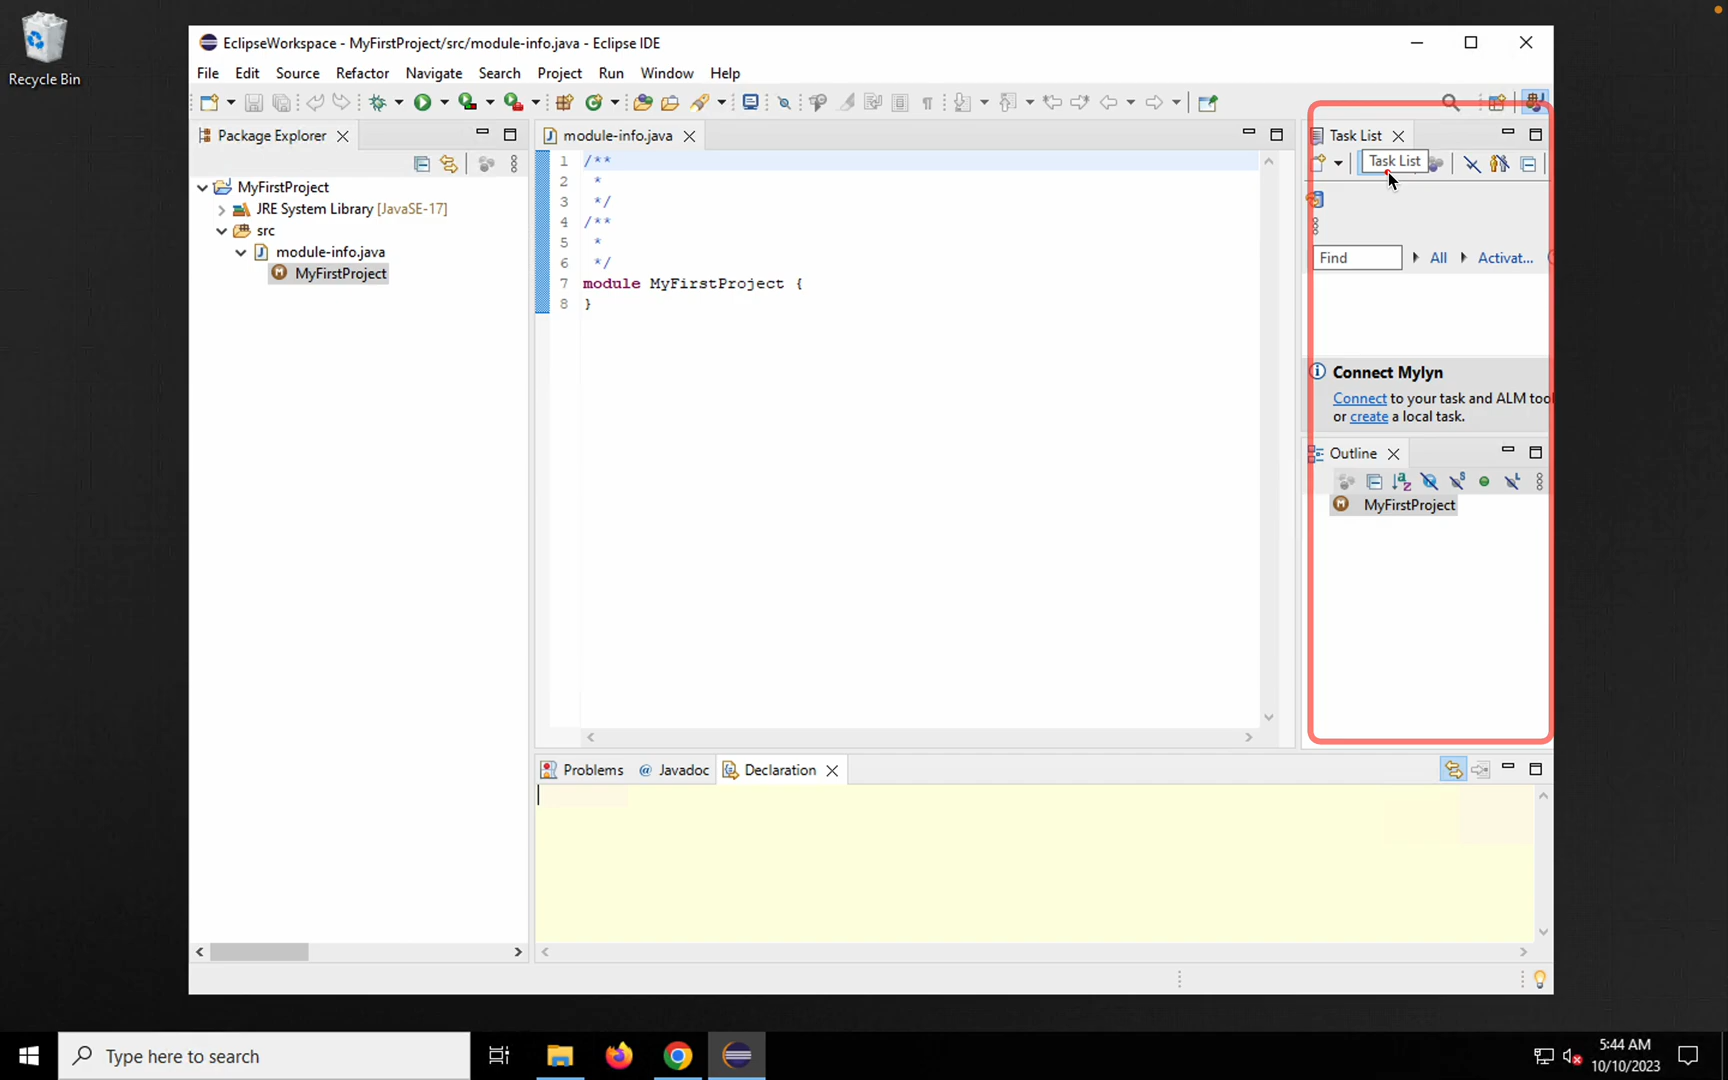 Recycle Bin
EclipseWorkspace - MyFirstProject/src/module-info.java - Eclipse IDE
File Edit Source Refactor Navigate Search Project Run Window Help
Package Explorer
MyFirstProject
JRE System Library [JavaSE-17]
src
module-info.java
MyFirstProject
module-info.java
1 /**
2 *
3 */
4 /**
5 *
6 */
7 module MyFirstProject {
8 }
Task List
Task List
Find All Activat...
Connect Mylyn
Connect to your task and ALM too
or create a local task.
Outline
MyFirstProject
Problems Javadoc Declaration
Type here to search
5:44 AM
10/10/2023